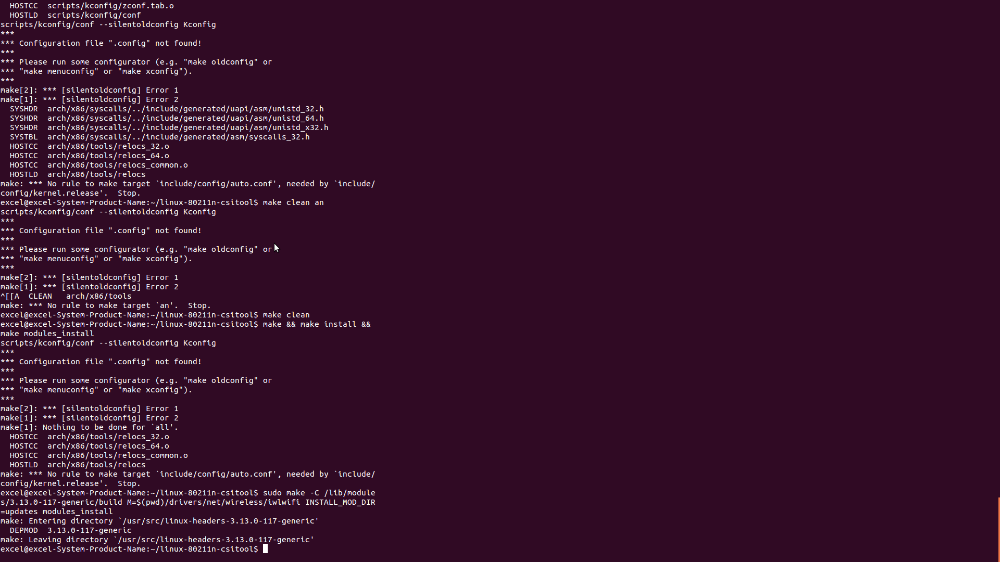 HOSTCC  scripts/kconfig/zconf.tab.o
  HOSTLD  scripts/kconfig/conf
scripts/kconfig/conf --silentoldconfig Kconfig
***
*** Configuration file ".config" not found!
***
*** Please run some configurator (e.g. "make oldconfig" or
*** "make menuconfig" or "make xconfig").
***
make[2]: *** [silentoldconfig] Error 1
make[1]: *** [silentoldconfig] Error 2
  SYSHDR  arch/x86/syscalls/../include/generated/uapi/asm/unistd_32.h
  SYSHDR  arch/x86/syscalls/../include/generated/uapi/asm/unistd_64.h
  SYSHDR  arch/x86/syscalls/../include/generated/uapi/asm/unistd_x32.h
  SYSTBL  arch/x86/syscalls/../include/generated/asm/syscalls_32.h
  HOSTCC  arch/x86/tools/relocs_32.o
  HOSTCC  arch/x86/tools/relocs_64.o
  HOSTCC  arch/x86/tools/relocs_common.o
  HOSTLD  arch/x86/tools/relocs
make: *** No rule to make target `include/config/auto.conf', needed by `include/
config/kernel.release'.  Stop.
excel@excel-System-Product-Name:~/linux-80211n-csitool$ make clean an
scripts/kconfig/conf --silentoldconfig Kconfig
***
*** Configuration file ".config" not found!
***
*** Please run some configurator (e.g. "make oldconfig" or
*** "make menuconfig" or "make xconfig").
***
make[2]: *** [silentoldconfig] Error 1
make[1]: *** [silentoldconfig] Error 2
^[[A  CLEAN   arch/x86/tools
make: *** No rule to make target `an'.  Stop.
excel@excel-System-Product-Name:~/linux-80211n-csitool$ make clean
excel@excel-System-Product-Name:~/linux-80211n-csitool$ make && make install &&
make modules_install
scripts/kconfig/conf --silentoldconfig Kconfig
***
*** Configuration file ".config" not found!
***
*** Please run some configurator (e.g. "make oldconfig" or
*** "make menuconfig" or "make xconfig").
***
make[2]: *** [silentoldconfig] Error 1
make[1]: *** [silentoldconfig] Error 2
make[1]: Nothing to be done for `all'.
  HOSTCC  arch/x86/tools/relocs_32.o
  HOSTCC  arch/x86/tools/relocs_64.o
  HOSTCC  arch/x86/tools/relocs_common.o
  HOSTLD  arch/x86/tools/relocs
make: *** No rule to make target `include/config/auto.conf', needed by `include/
config/kernel.release'.  Stop.
excel@excel-System-Product-Name:~/linux-80211n-csitool$ sudo make -C /lib/module
s/3.13.0-117-generic/build M=$(pwd)/drivers/net/wireless/iwlwifi INSTALL_MOD_DIR
=updates modules_install
make: Entering directory `/usr/src/linux-headers-3.13.0-117-generic'
  DEPMOD  3.13.0-117-generic
make: Leaving directory `/usr/src/linux-headers-3.13.0-117-generic'
excel@excel-System-Product-Name:~/linux-80211n-csitool$